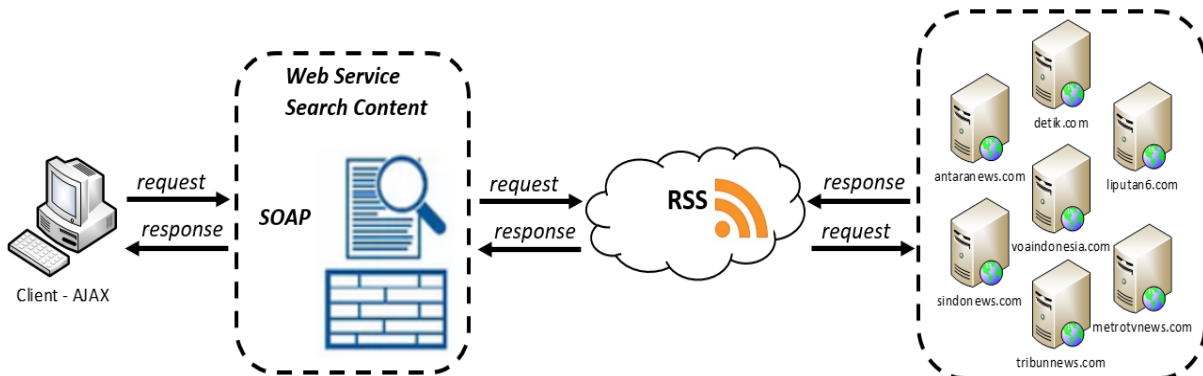 Web Service
Search Content
SOAP
request
response
Client - AJAX
request
response
RSS
response
request
detik.com
antaranews.com
liputan6.com
voaindonesia.com
sindonews.com
metrotvnews.com
tribunnews.com